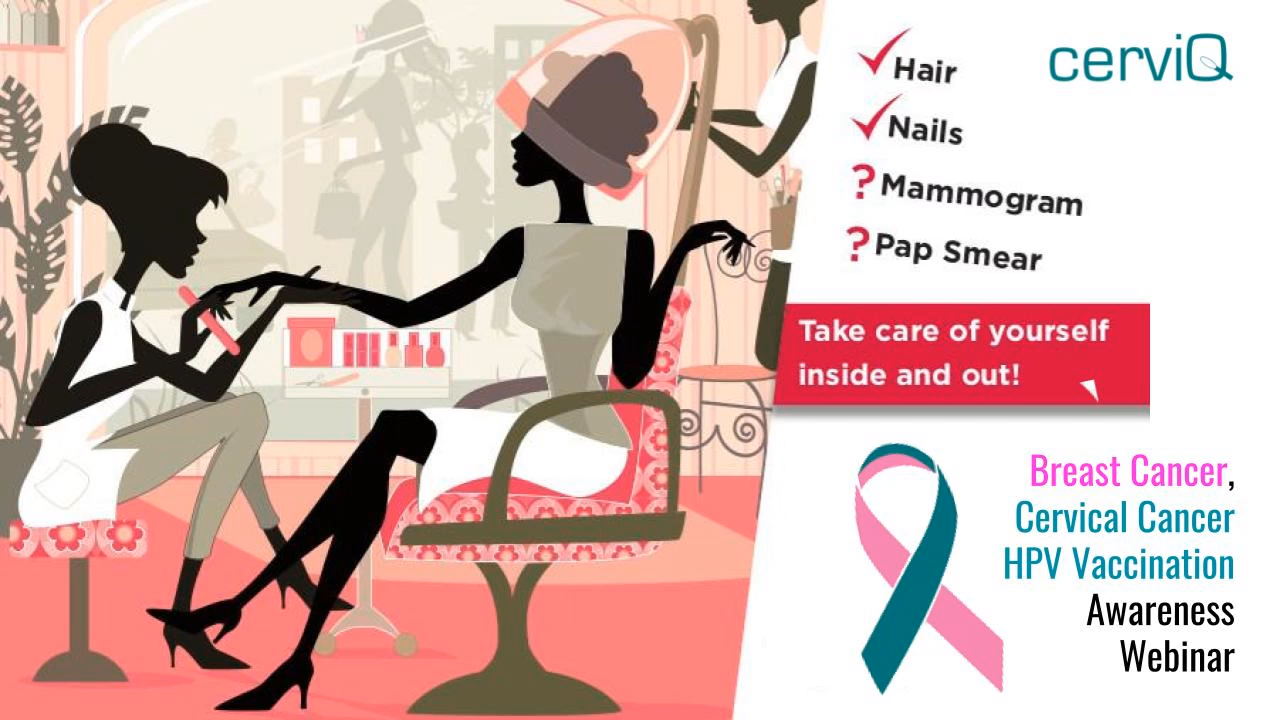 cerviQ
Hair
Nails
? Mammogram
? Pap Smear
Take care of yourself
inside and out!
Breast Cancer,
Cervical Cancer
HPV Vaccination
Awareness
Webinar